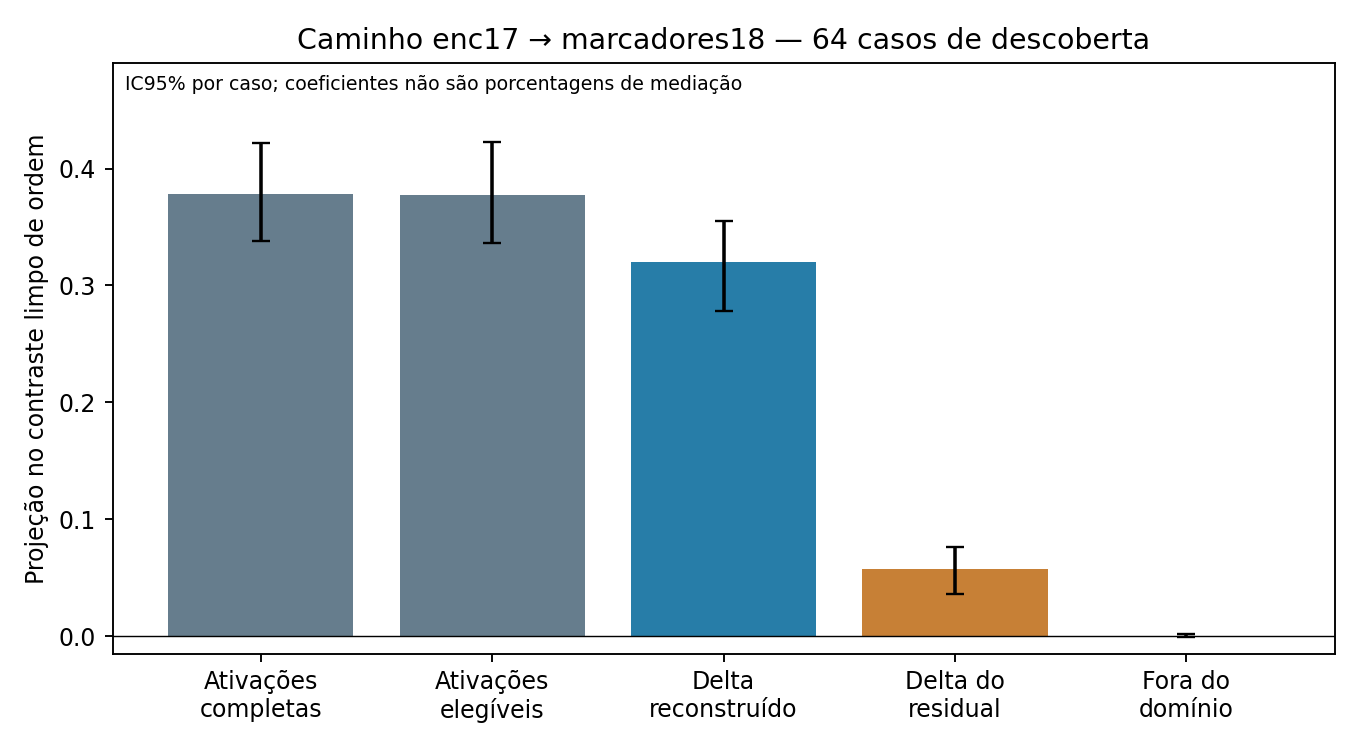 Caminho enc17 → marcadores18 — 64 casos de descoberta
IC95% por caso; coeficientes não são porcentagens de mediação
Projeção no contraste limpo de ordem
0.4
0.3
0.2
0.1
0.0
Ativações
completas
Ativações
elegíveis
Delta
reconstruído
Delta do
residual
Fora do
domínio